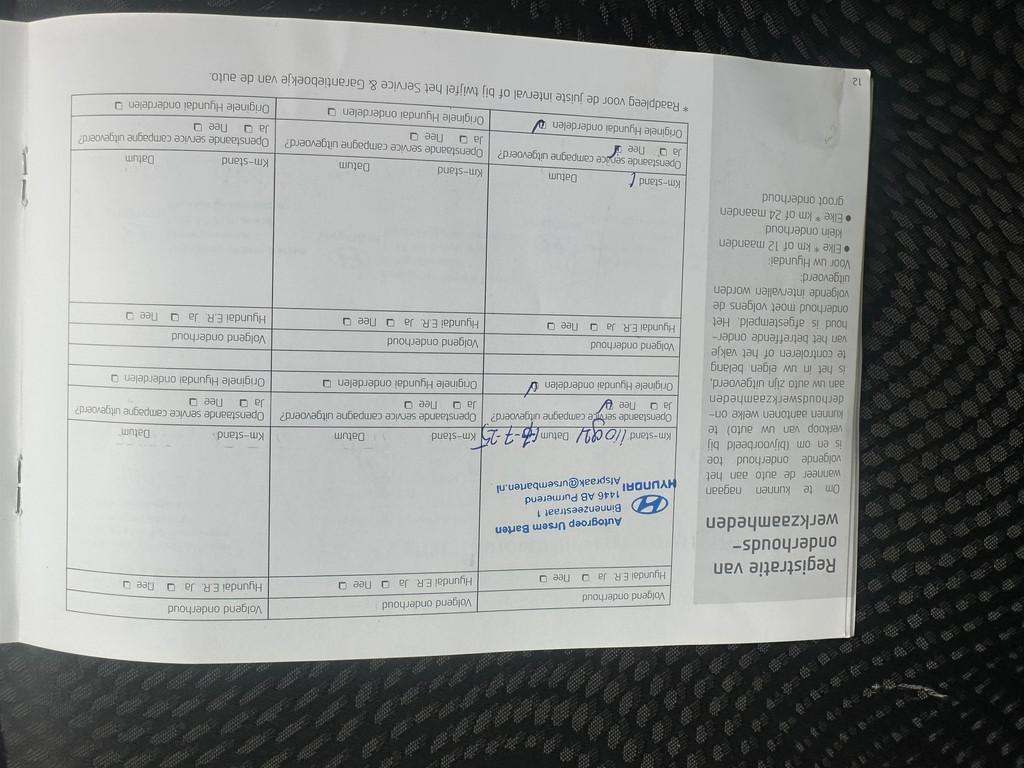 Registratie van
onderhouds-
werkzaamheden
Om te kunnen nagaan
wanneer de auto aan het
volgende onderhoud toe
is en om (bijvoorbeeld bij
verkoop van uw auto) te
kunnen aantonen welke on-
derhoudswerkzaamheden
aan uw auto zijn uitgevoerd,
is het in uw eigen belang
te controleren of het vakje
van het betreffende onder-
houd is afgestempeld. Het
onderhoud moet volgens de
volgende intervallen worden
uitgevoerd:
Voor uw Hyundai:
● Elke * km of 12 maanden
klein onderhoud
● Elke * km of 24 maanden
groot onderhoud
Volgend onderhoud
Hyundai E.R. Ja ❏ Nee ❏
Autogroep Ursem Barten
Binnenzeestraat 1
1446 AB Purmerend
Afspraak@ursembarten.nl
HYUNDAI
Km-stand Datum
Openstaande service campagne uitgevoerd?
Ja ❏ Nee ❏
Originele Hyundai onderdelen ❏
Volgend onderhoud
Hyundai E.R. Ja ❏ Nee ❏
Km-stand Datum
Openstaande service campagne uitgevoerd?
Ja ❏ Nee ❏
Originele Hyundai onderdelen ❏
Volgend onderhoud
Hyundai E.R. Ja ❏ Nee ❏
Km-stand Datum
Openstaande service campagne uitgevoerd?
Ja ❏ Nee ❏
Originele Hyundai onderdelen ❏
Volgend onderhoud
Hyundai E.R. Ja ❏ Nee ❏
Km-stand Datum
Openstaande service campagne uitgevoerd?
Ja ❏ Nee ❏
Originele Hyundai onderdelen ❏
Volgend onderhoud
Hyundai E.R. Ja ❏ Nee ❏
Km-stand Datum
Openstaande service campagne uitgevoerd?
Ja ❏ Nee ❏
Originele Hyundai onderdelen ❏
Volgend onderhoud
Hyundai E.R. Ja ❏ Nee ❏
Km-stand Datum
Openstaande service campagne uitgevoerd?
Ja ❏ Nee ❏
Originele Hyundai onderdelen ❏
* Raadpleeg voor de juiste interval of bij twijfel het Service & Garantieboekje van de auto.
12